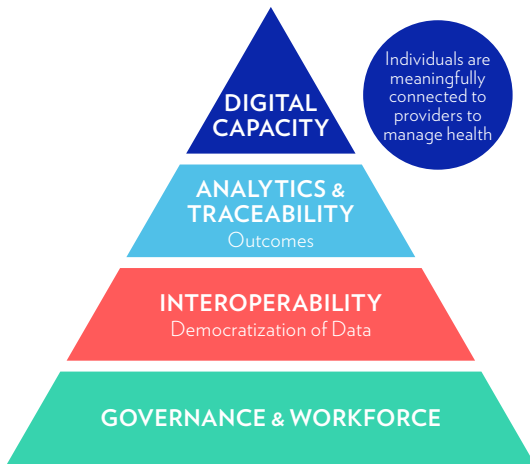 DIGITAL
CAPACITY
Individuals are
meaningfully
connected to
providers to
manage health
ANALYTICS &
TRACEABILITY
Outcomes
INTEROPERABILITY
Democratization of Data
GOVERNANCE & WORKFORCE